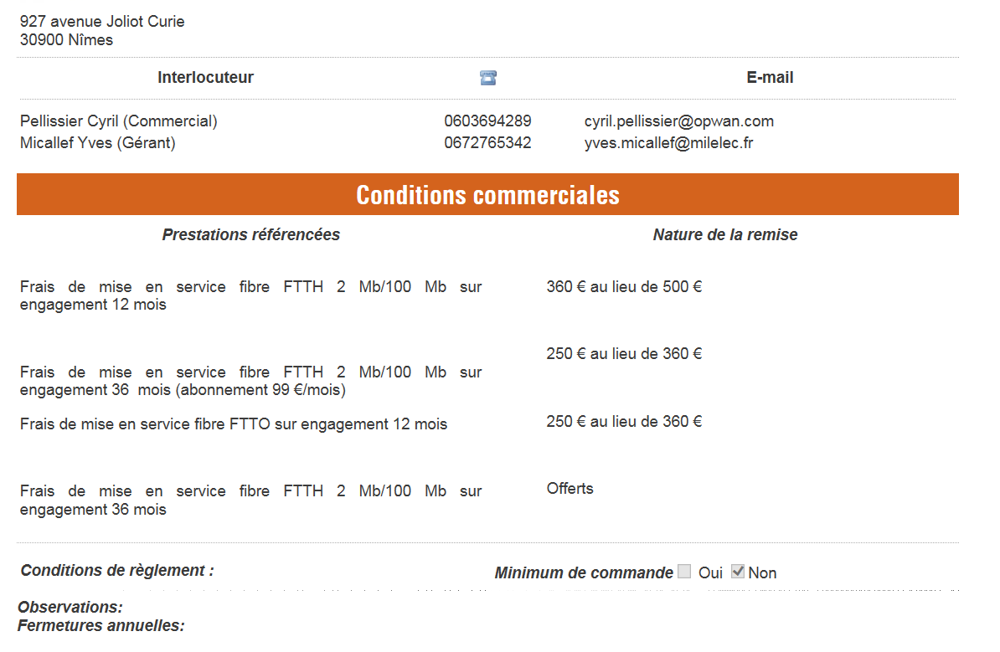 927 avenue Joliot Curie
30900 Nîmes
Interlocuteur E-mail
Pellissier Cyril (Commercial) 0603694289 cyril.pellissier@opwan.com
Micallef Yves (Gérant) 0672765342 yves.micallef@milelec.fr
Conditions commerciales
Prestations référencées Nature de la remise
Frais de mise en service fibre FTTH 2 Mb/100 Mb sur 360 € au lieu de 500 €
engagement 12 mois
250 € au lieu de 360 €
Frais de mise en service fibre FTTH 2 Mb/100 Mb sur
engagement 36 mois (abonnement 99 €/mois)
Frais de mise en service fibre FTTO sur engagement 12 mois 250 € au lieu de 360 €
Frais de mise en service fibre FTTH 2 Mb/100 Mb sur Offerts
engagement 36 mois
Conditions de règlement : Minimum de commande Oui Non
Observations:
Fermetures annuelles: